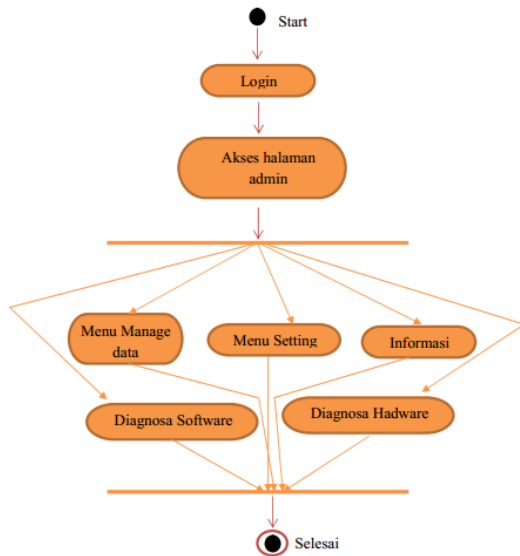 Start
Login
Akses halaman
admin
Menu Manage
data
Menu Setting
Informasi
Diagnosa Software
Diagnosa Hadware
Selesai